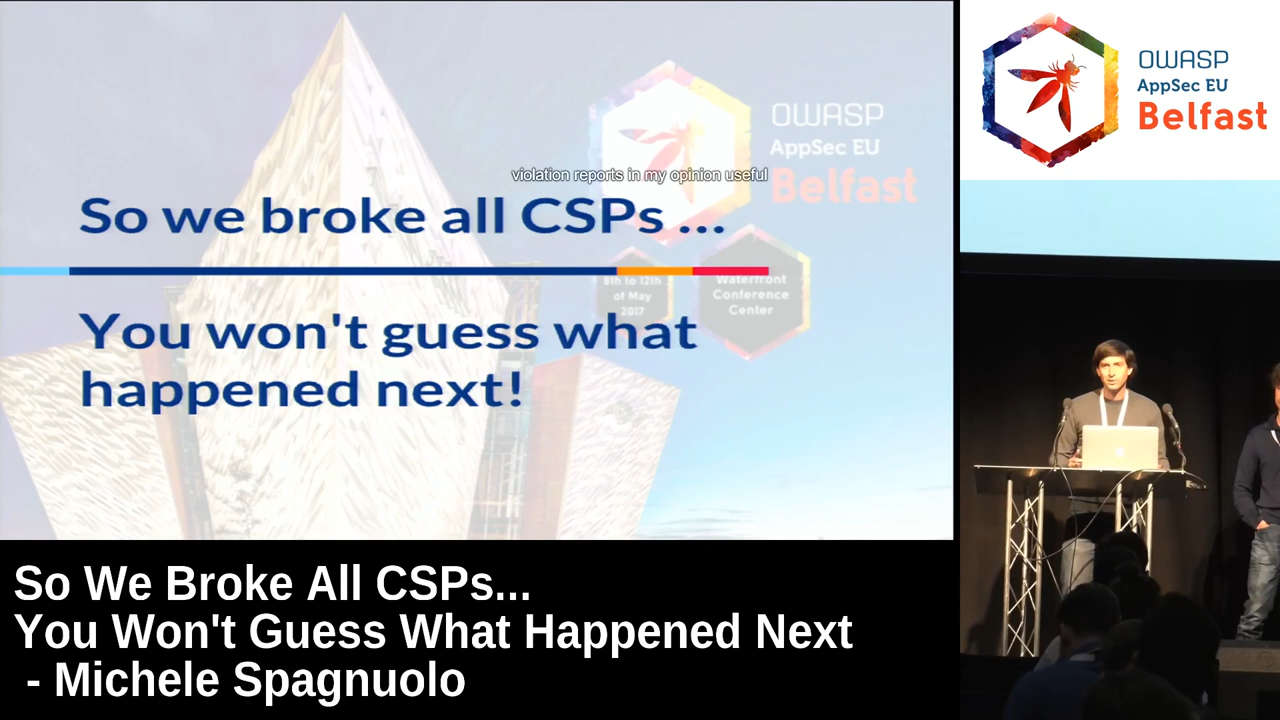 OWASP
AppSec EU
Belfast
violation reports in my opinion useful
So we broke all CSPs ...
8th to 12th
of May
2017
Waterfront
Conference
Center
You won't guess what
happened next!
OWASP
AppSec EU
Belfast
So We Broke All CSPs...
You Won't Guess What Happened Next
- Michele Spagnuolo